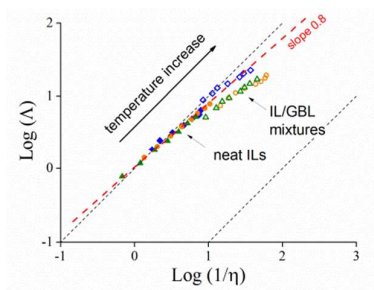 2
1
0
-1
-1
0
1
2
3
Log (Λ)
Log (1/η)
temperature increase
slope 0.8
IL/GBL
mixtures
neat ILs